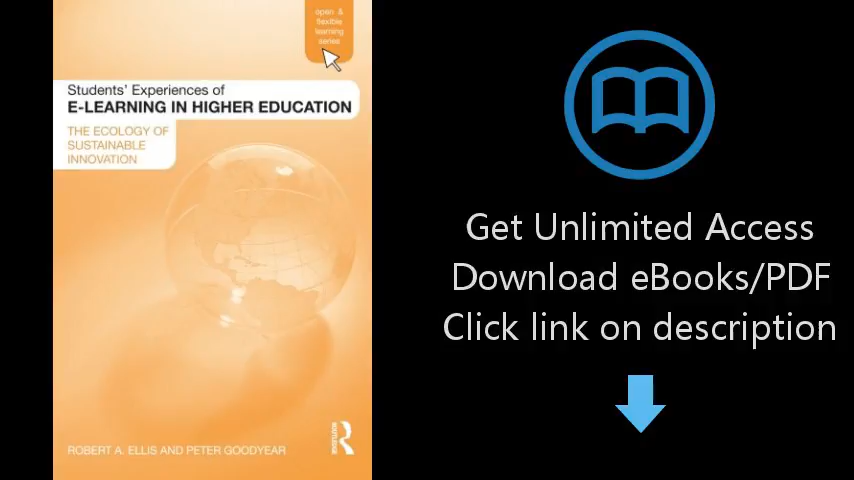 open &
flexible
learning
series
Students' Experiences of
E-LEARNING IN HIGHER EDUCATION
THE ECOLOGY OF
SUSTAINABLE
INNOVATION
ROBERT A. ELLIS AND PETER GOODYEAR
ROUTLEDGE
Get Unlimited Access
Download eBooks/PDF
Click link on description